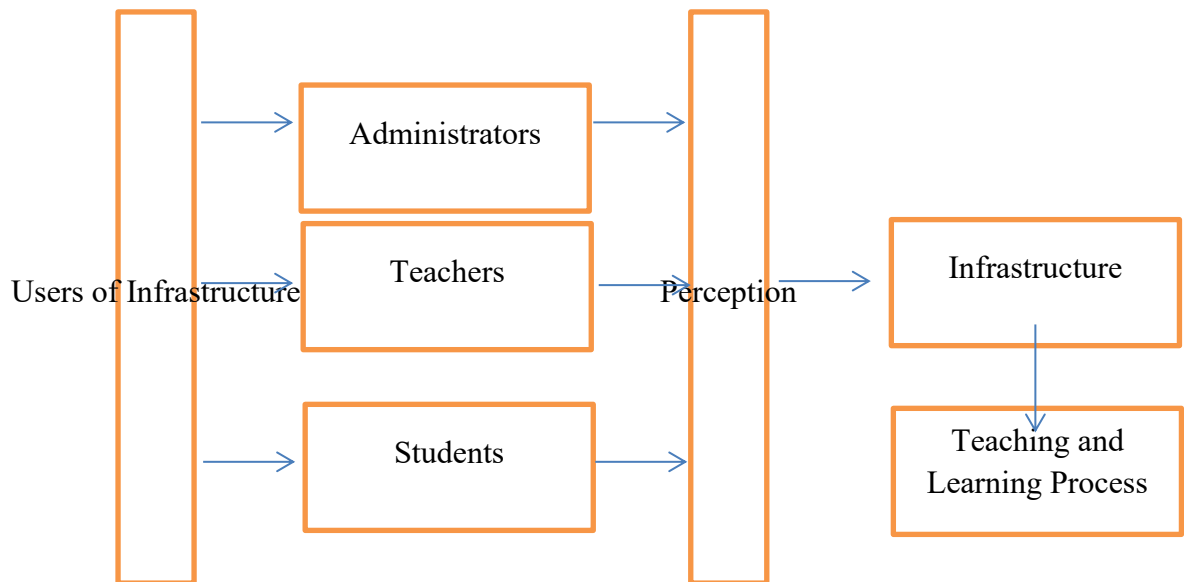 Administrators
Teachers
Users of Infrastructure
Perception
Infrastructure
Students
Teaching and
Learning Process